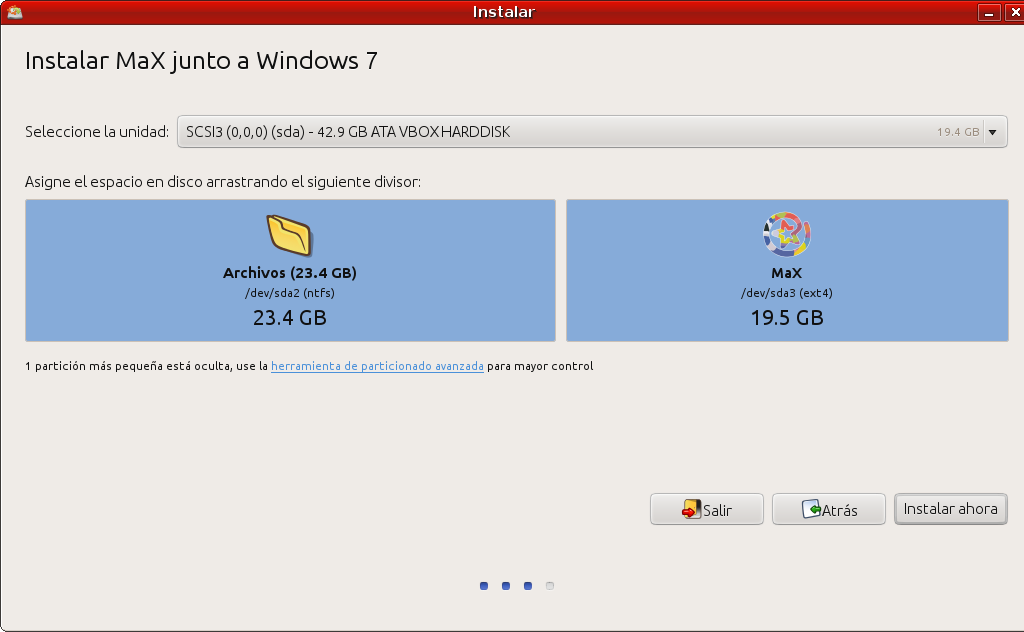 Instalar
Instalar MaX junto a Windows 7
Seleccione la unidad: SCSI3 (0,0,0) (sda) - 42.9 GB ATA VBOX HARDDISK 19.4 GB
Asigne el espacio en disco arrastrando el siguiente divisor:
Archivos (23.4 GB)
/dev/sda2 (ntfs)
23.4 GB
MaX
/dev/sda3 (ext4)
19.5 GB
1 partición más pequeña está oculta, use la herramienta de particionado avanzada para mayor control
Salir
Atrás
Instalar ahora